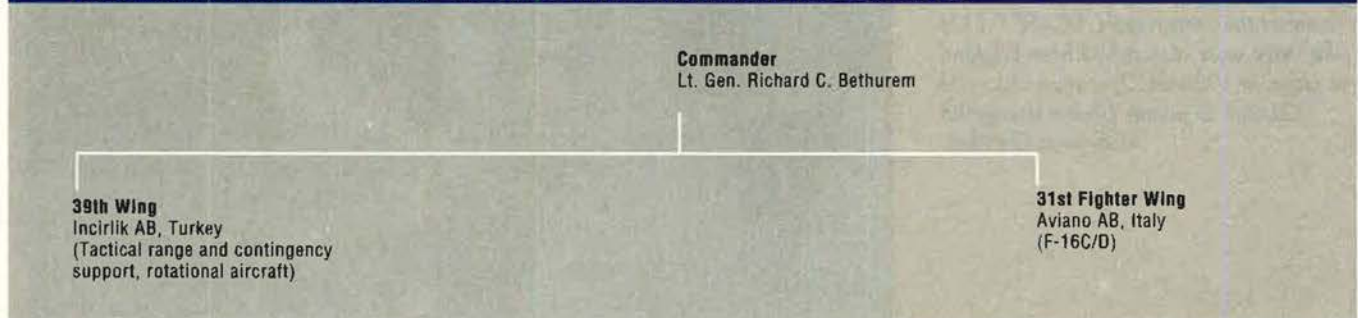 Commander
Lt. Gen. Richard C. Bethurem
39th Wing
Incirlik AB, Turkey
(Tactical range and contingency
support, rotational aircraft)
31st Fighter Wing
Aviano AB, Italy
(F-16C/D)